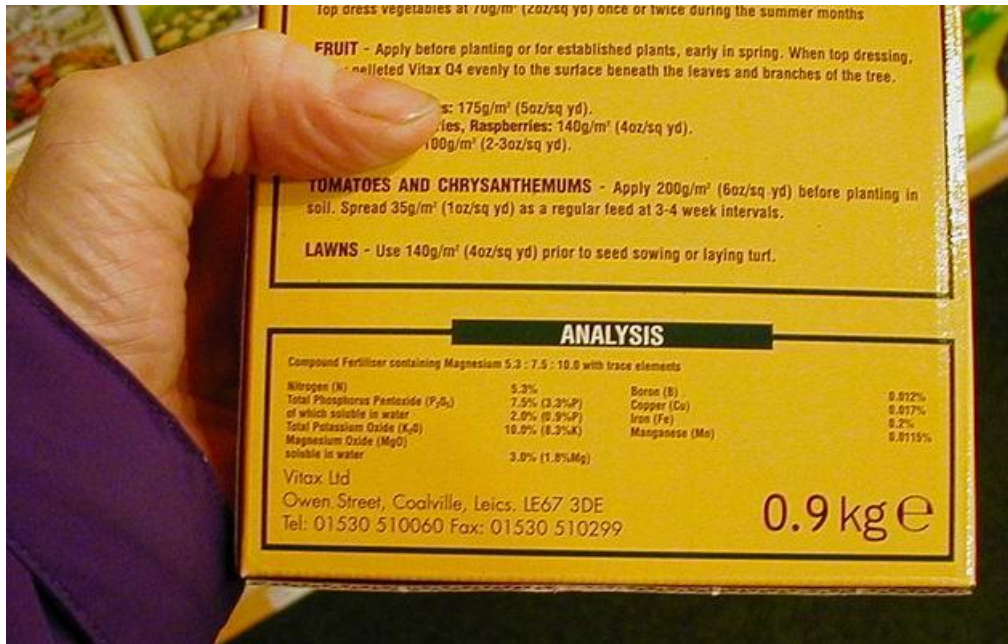 Top dress vegetables at 70g/m² (2oz/sq yd) once or twice during the summer months
FRUIT - Apply before planting or for established plants, early in spring. When top dressing,
pelleted Vitax Q4 evenly to the surface beneath the leaves and branches of the tree.
s: 175g/m² (5oz/sq yd).
ries, Raspberries: 140g/m² (4oz/sq yd).
100g/m² (2-3oz/sq yd).
TOMATOES AND CHRYSANTHEMUMS - Apply 200g/m² (6oz/sq yd) before planting in
soil. Spread 35g/m² (1oz/sq yd) as a regular feed at 3-4 week intervals.
LAWNS - Use 140g/m² (4oz/sq yd) prior to seed sowing or laying turf.
ANALYSIS
Compound Fertiliser containing Magnesium 5.3 : 7.5 : 10.0 with trace elements
Nitrogen (N) 5.3% Boron (B) 0.012%
Total Phosphorus Pentoxide (P₂O₅) 7.5% (3.3%P) Copper (Cu) 0.017%
of which soluble in water 2.0% (0.9%P) Iron (Fe) 0.2%
Total Potassium Oxide (K₂O) 10.0% (8.3%K) Manganese (Mn) 0.0115%
Magnesium Oxide (MgO)
soluble in water 3.0% (1.8%Mg)
Vitax Ltd
Owen Street, Coalville, Leics. LE67 3DE
Tel: 01530 510060 Fax: 01530 510299
0.9 kg ℮